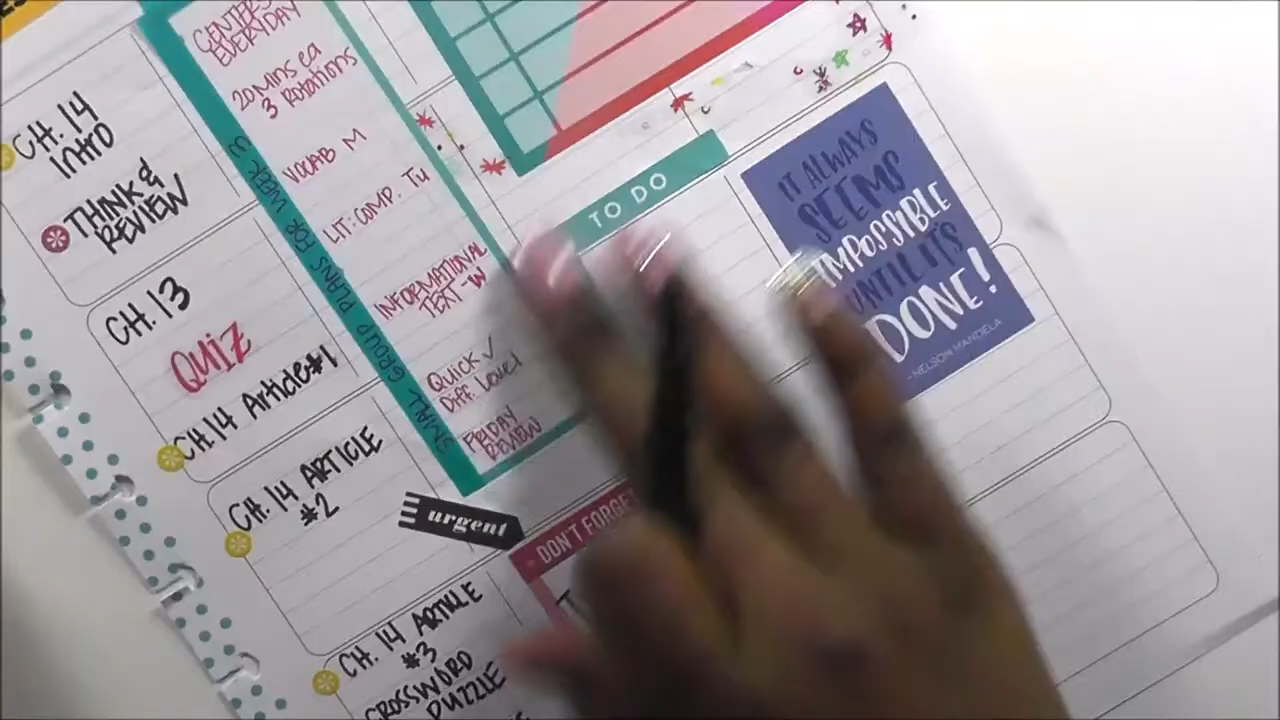 CH. 14
INTRO
THINK &
REVIEW
CH. 13
QUIZ
CH.14 Article#1
CH. 14 ARTICLE
#2
CH. 14 ARTICLE
#3
CROSSWORD
PUZZLE
SMALL GROUP PLANS FOR WEEK 3
CENTERS
EVERYDAY
20 mins ea
3 Rotations
VOCAB M
LIT: COMP. Tu
INFORMATIONAL
TEXT -W
Quick ✓
Diff. Level
FRIDAY
REVIEW
urgent
TO DO
DON'T FORGET
IT ALWAYS
SEEMS
IMPOSSIBLE
UNTIL IT'S
DONE!
- NELSON MANDELA